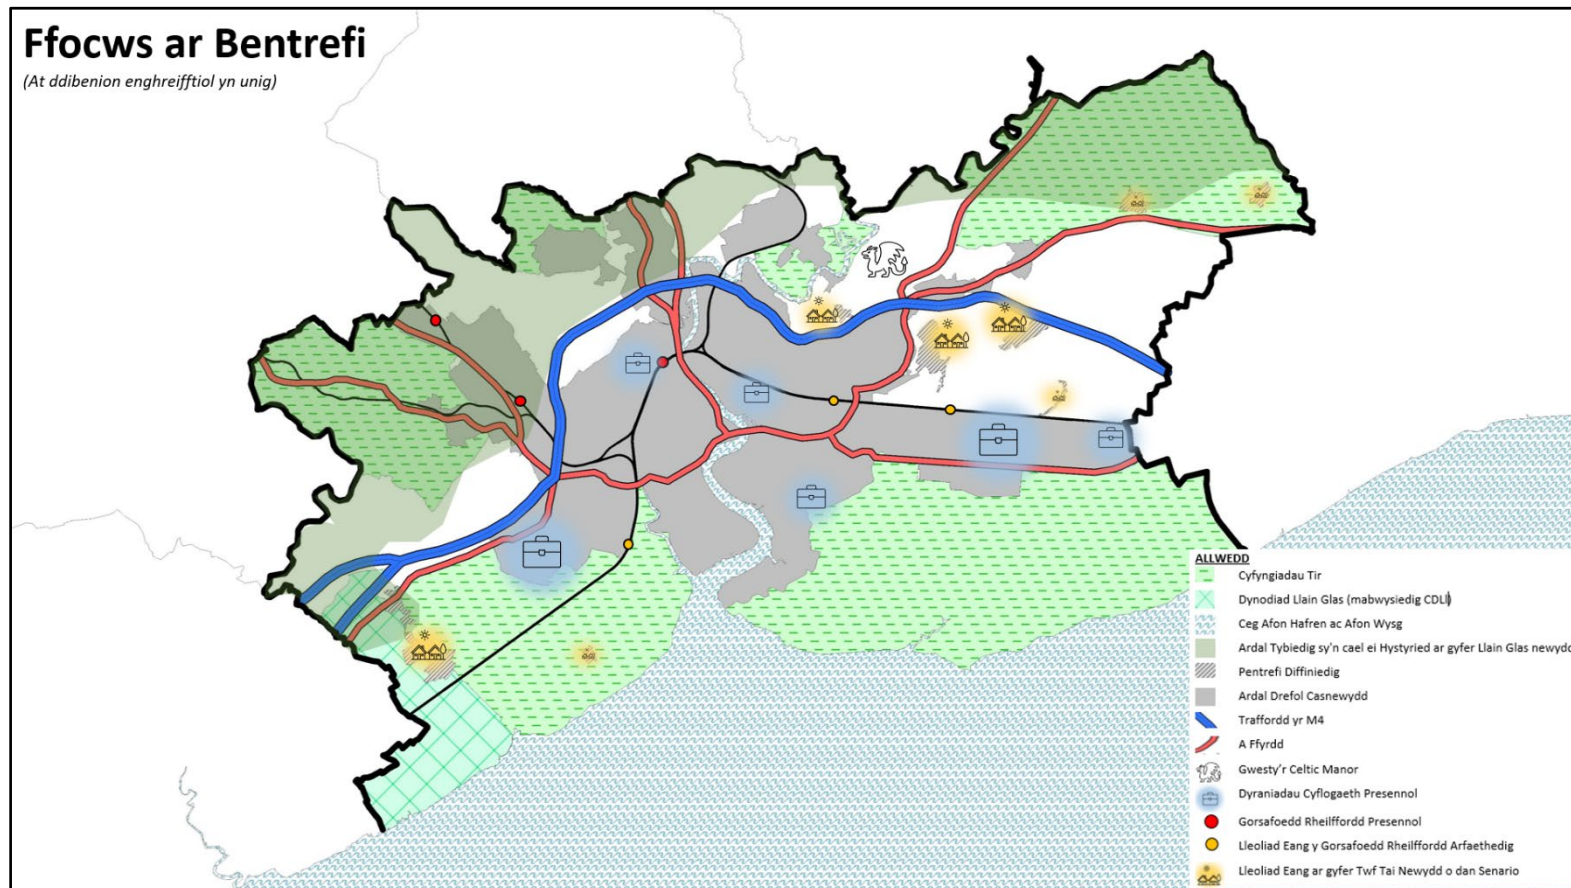 Ffocws ar Bentrefi
(At ddibenion enghreifftiol yn unig)
ALLWEDD
Cyfyngiadau Tir
Dynodiad Llain Glas (mabwysiedig CDLl)
Ceg Afon Hafren ac Afon Wysg
Ardal Tybiedig sy'n cael ei Hystyried ar gyfer Llain Glas newydd
Pentrefi Diffiniedig
Ardal Drefol Casnewydd
Traffordd yr M4
A Ffyrdd
Gwesty'r Celtic Manor
Dyraniadau Cyflogaeth Presennol
Gorsafoedd Rheilffordd Presennol
Lleoliad Eang y Gorsafoedd Rheilffordd Arfaethedig
Lleoliad Eang ar gyfer Twf Tai Newydd o dan Senario